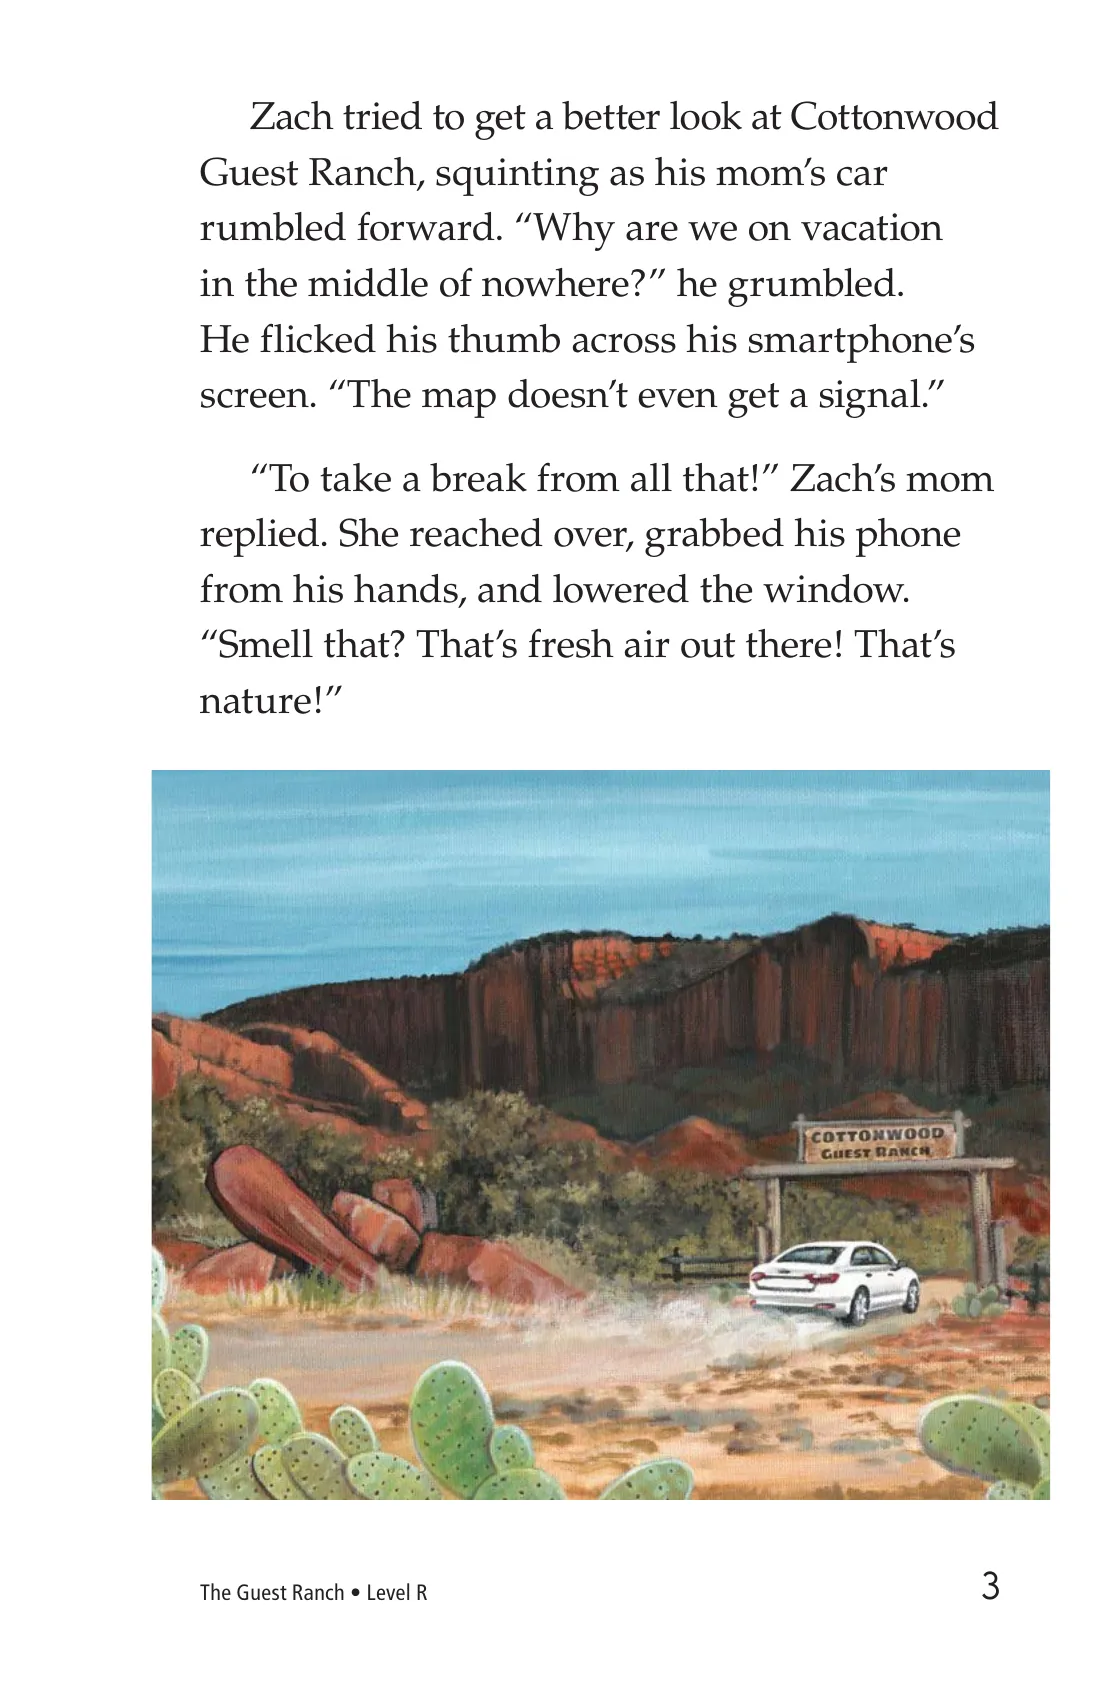 Zach tried to get a better look at Cottonwood
Guest Ranch, squinting as his mom’s car
rumbled forward. “Why are we on vacation
in the middle of nowhere?” he grumbled.
He flicked his thumb across his smartphone’s
screen. “The map doesn’t even get a signal.”
“To take a break from all that!” Zach’s mom
replied. She reached over, grabbed his phone
from his hands, and lowered the window.
“Smell that? That’s fresh air out there! That’s
nature!”
COTTONWOOD
GUEST RANCH
The Guest Ranch • Level R
3